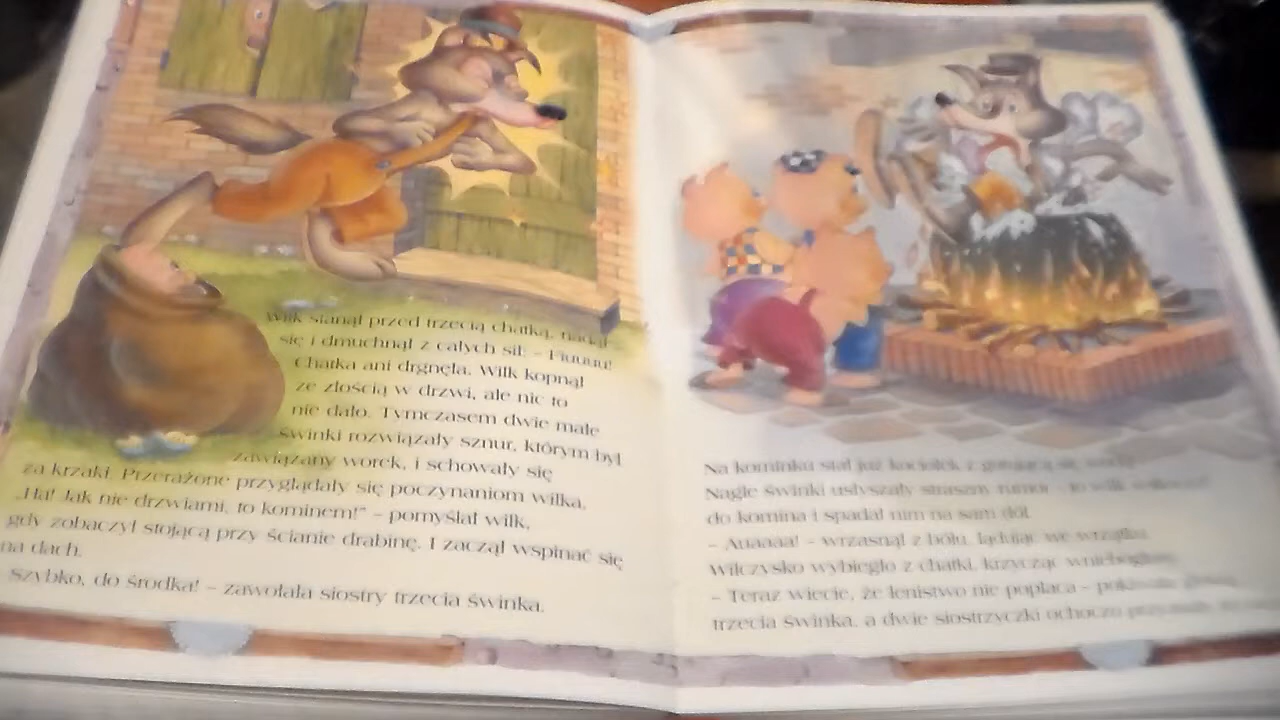 Wilk stanął przed trzecią chatką, nadął
się i dmuchnął z całych sił: – Fiuuuu!
Chatka ani drgnęła. Wilk kopnął
ze złością w drzwi, ale nic to
nie dało. Tymczasem dwie małe
świnki rozwiązały sznur, którym był
zawiązany worek, i schowały się
za krzaki. Przerażone przyglądały się poczynaniom wilka.
„Ha! Jak nie drzwiami, to kominem!” – pomyślał wilk,
gdy zobaczył stojącą przy ścianie drabinę. I zaczął wspinać się
na dach.
Szybko, do środka! – zawołała siostry trzecia świnka.
Na kominku stał już kociołek z gotującą się wodą.
Nagle świnki usłyszały straszny rumor – to wilk
do komina i spadał nim na sam dół.
– Auaaaa! – wrzasnął z bólu, lądując we wrzątku.
Wilczysko wybiegło z chatki, krzycząc wniebogłosy.
– Teraz wiecie, że lenistwo nie popłaca –
trzecia świnka, a dwie siostrzyczki ochoczo